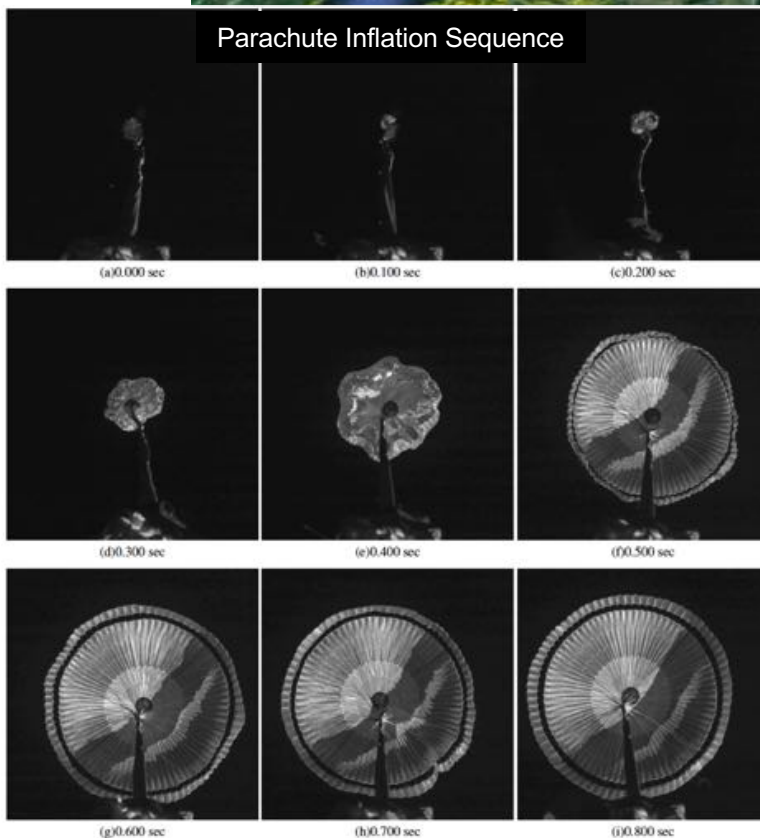 Parachute Inflation Sequence
(a)0.000 sec
(b)0.100 sec
(c)0.200 sec
(d)0.300 sec
(e)0.400 sec
(f)0.500 sec
(g)0.600 sec
(h)0.700 sec
(i)0.800 sec